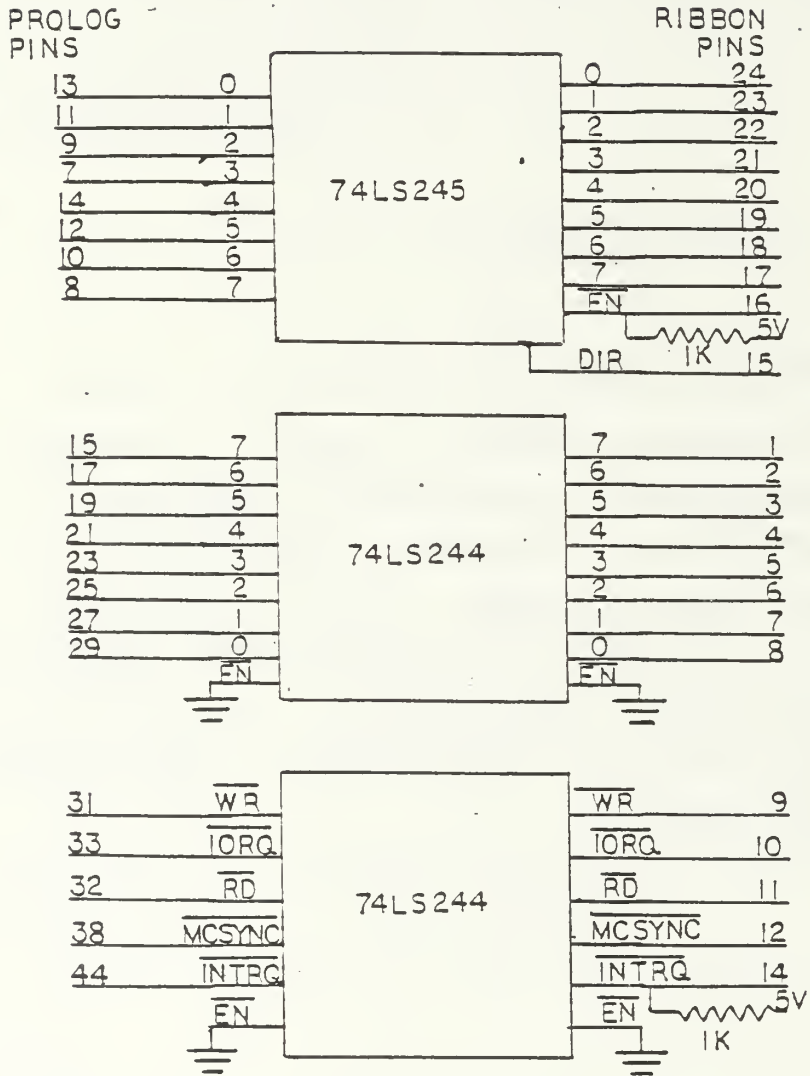 PROLOG PINS
RIBBON PINS
13 0
11 1
9 2
7 3
14 4
12 5
10 6
8 7
74LS245
0 24
1 23
2 22
3 21
4 20
5 19
6 18
7 17
EN 16
5V
1K
DIR 15
15 7
17 6
19 5
21 4
23 3
25 2
27 1
29 0
EN
74LS244
7 1
6 2
5 3
4 4
3 5
2 6
1 7
0 8
EN
31 WR
33 IORQ
32 RD
38 MCSYNC
44 INTRQ
EN
74LS244
WR 9
IORQ 10
RD 11
MCSYNC 12
INTRQ 14
5V
EN
1K